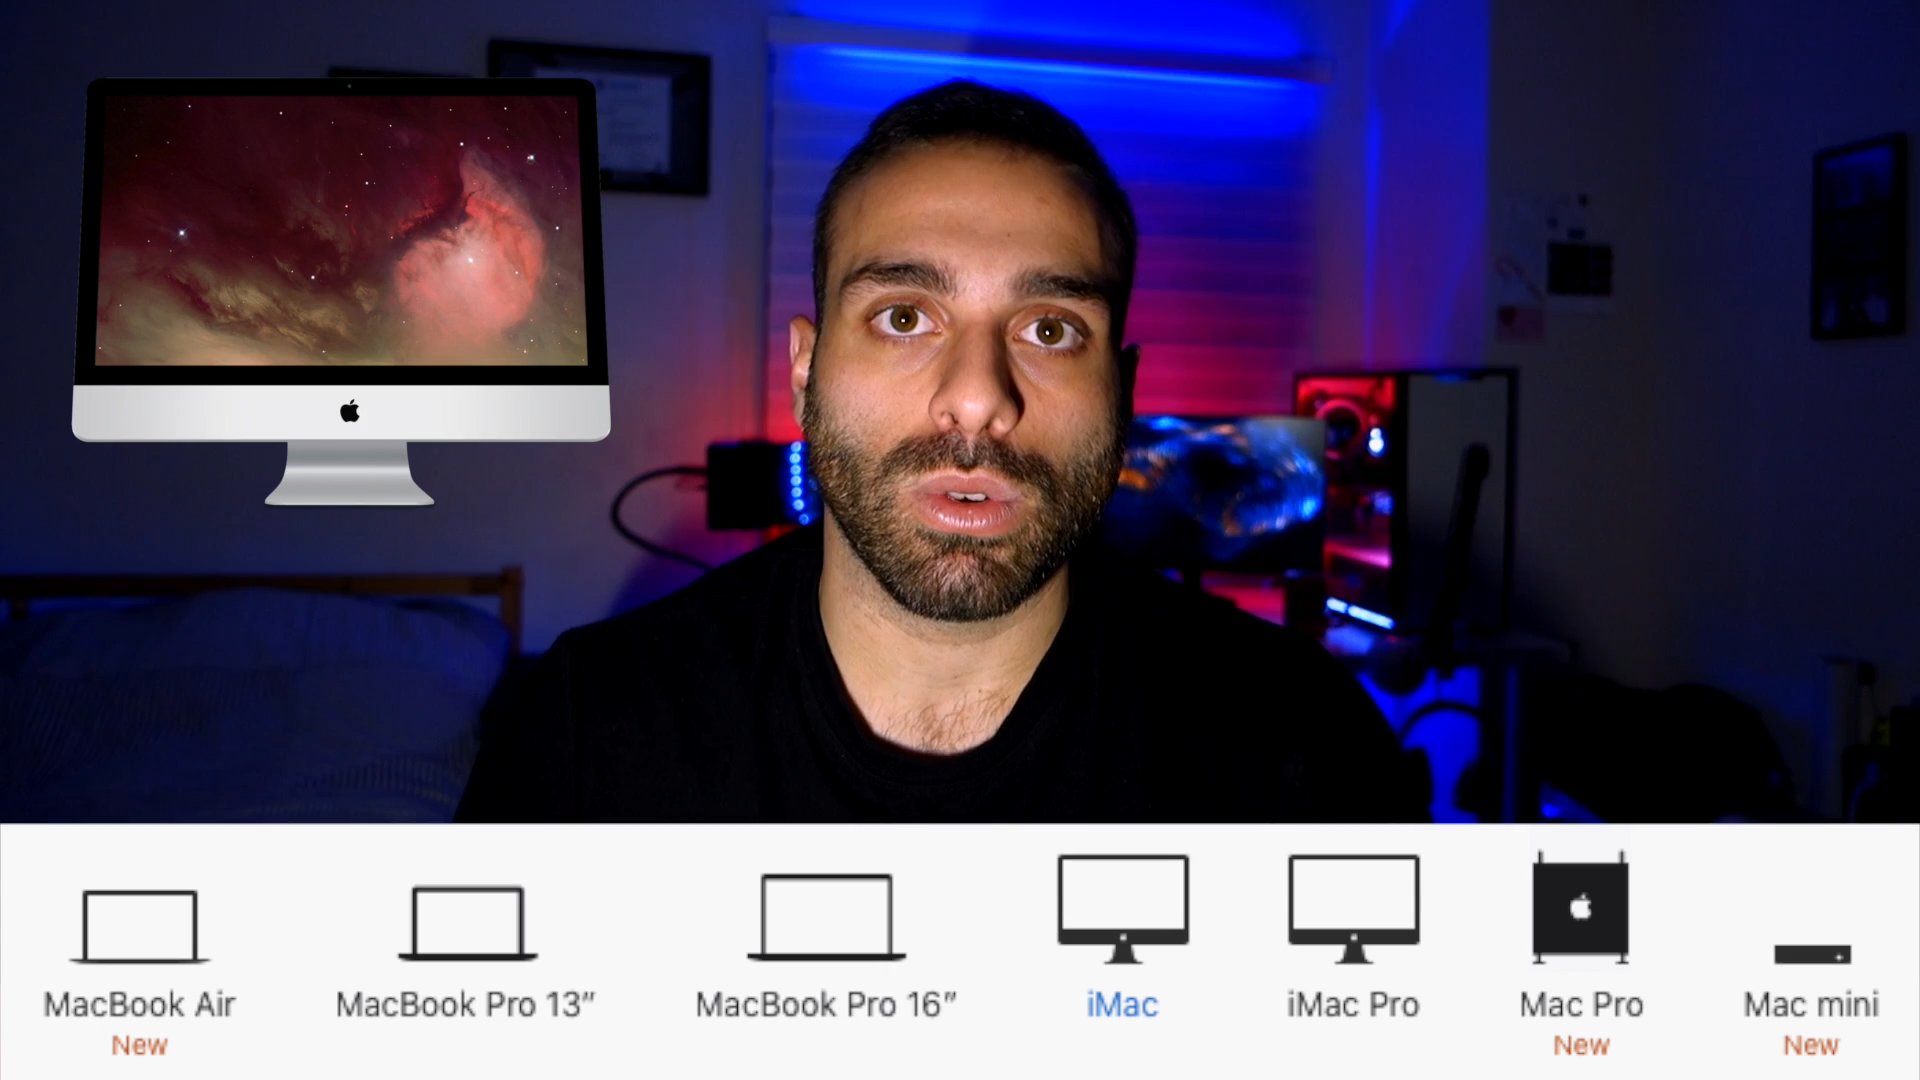 MacBook Air
New
MacBook Pro 13″
MacBook Pro 16″
iMac
iMac Pro
Mac Pro
New
Mac mini
New